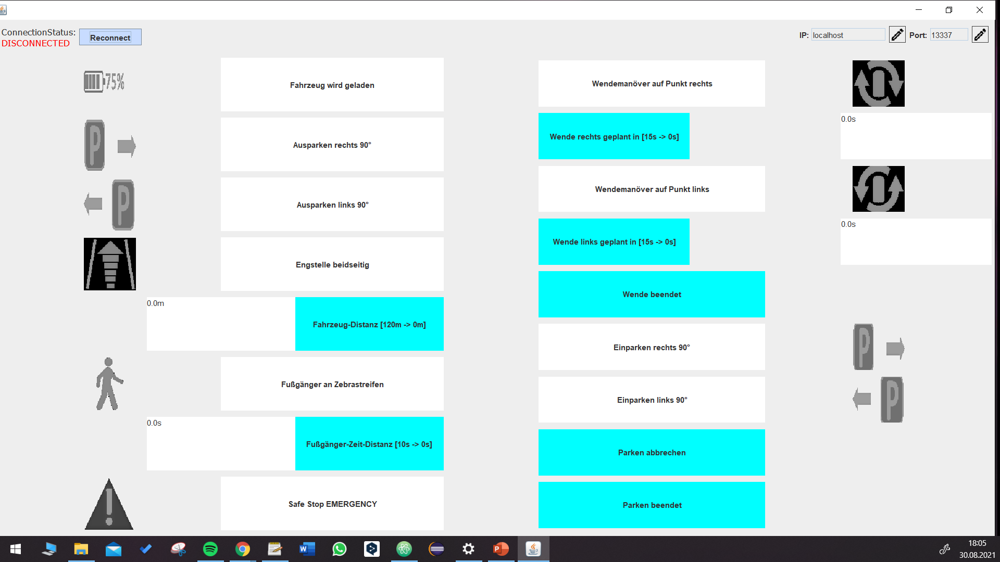 ConnectionStatus:
DISCONNECTED
Reconnect
IP: localhost
Port: 13337
75%
Fahrzeug wird geladen
P
Ausparken rechts 90°
P
Ausparken links 90°
Engstelle beidseitig
0.0m
Fahrzeug-Distanz [120m -> 0m]
Fußgänger an Zebrastreifen
0.0s
Fußgänger-Zeit-Distanz [10s -> 0s]
!
Safe Stop EMERGENCY
Wendemanöver auf Punkt rechts
Wende rechts geplant in [15s -> 0s]
0.0s
Wendemanöver auf Punkt links
Wende links geplant in [15s -> 0s]
0.0s
Wende beendet
Einparken rechts 90°
P
Einparken links 90°
P
Parken abbrechen
Parken beendet
W
P
18:05
30.08.2021